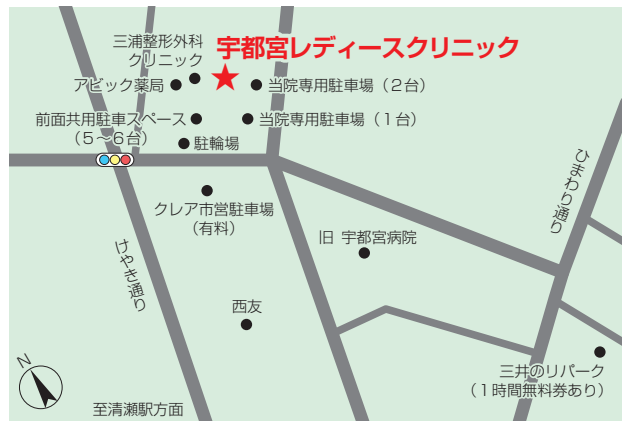 三浦整形外科
クリニック
宇都宮レディースクリニック
アビック薬局
当院専用駐車場（2台）
前面共用駐車スペース
（5～6台）
当院専用駐車場（1台）
駐輪場
クレア市営駐車場
（有料）
ひまわり通り
けやき通り
旧 宇都宮病院
西友
三井のリパーク
（1時間無料券あり）
N
至清瀬駅方面